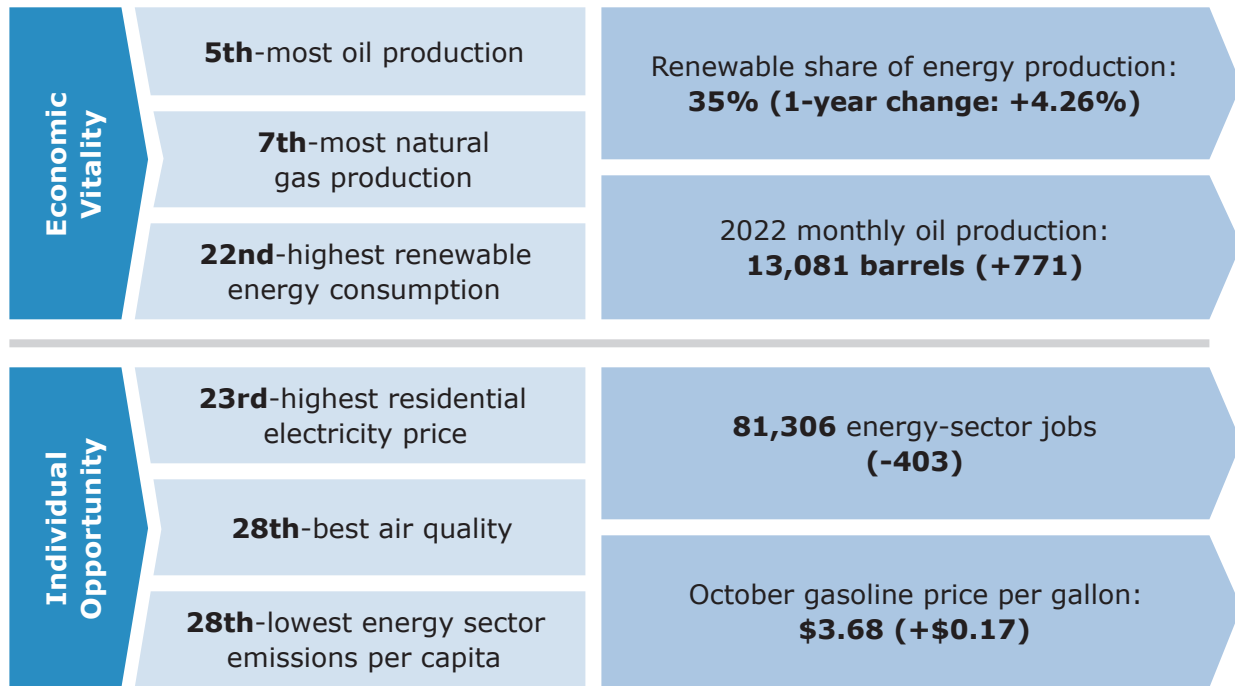 Economic
Vitality
5th-most oil production
7th-most natural
gas production
22nd-highest renewable
energy consumption
Renewable share of energy production:
35% (1-year change: +4.26%)
2022 monthly oil production:
13,081 barrels (+771)
Individual
Opportunity
23rd-highest residential
electricity price
28th-best air quality
28th-lowest energy sector
emissions per capita
81,306 energy-sector jobs
(-403)
October gasoline price per gallon:
$3.68 (+$0.17)